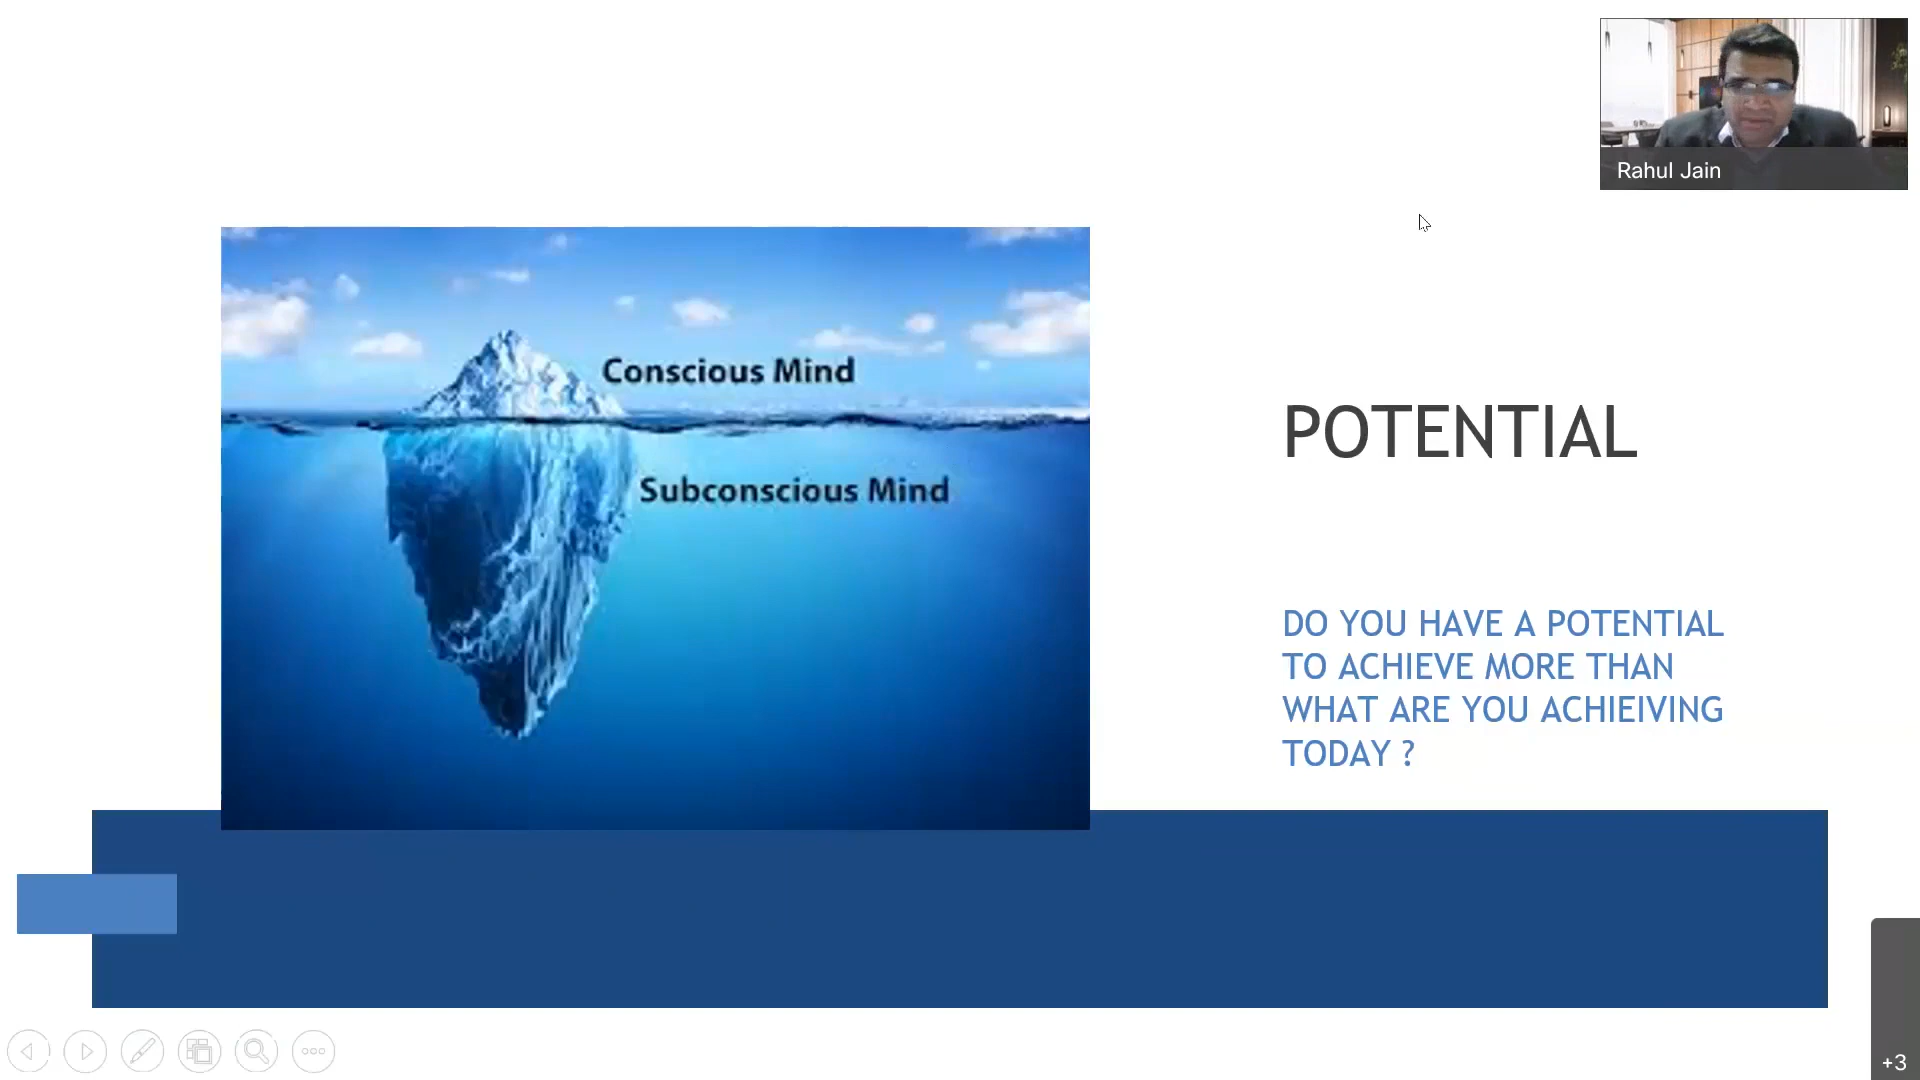 Rahul Jain
Conscious Mind
Subconscious Mind
POTENTIAL
DO YOU HAVE A POTENTIAL
TO ACHIEVE MORE THAN
WHAT ARE YOU ACHIEIVING
TODAY ?
+3